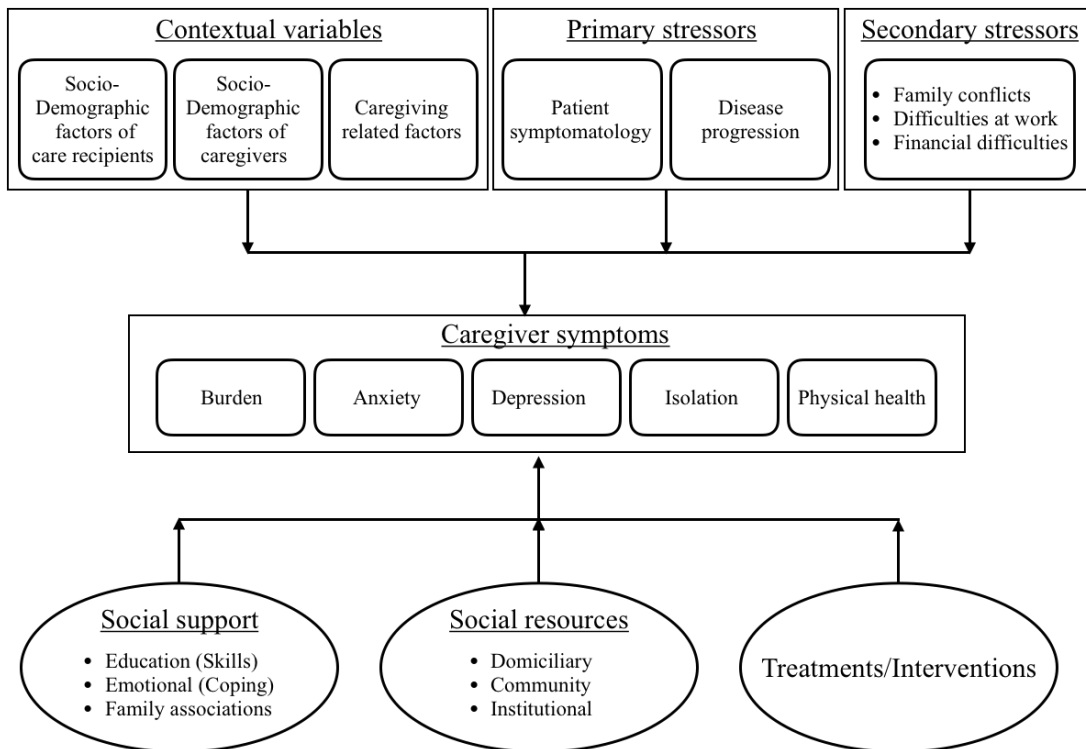 Contextual variables
Socio-
Demographic
factors of
care recipients
Socio-
Demographic
factors of
caregivers
Caregiving
related factors
Primary stressors
Patient
symptomatology
Disease
progression
Secondary stressors
• Family conflicts
• Difficulties at work
• Financial difficulties
Caregiver symptoms
Burden
Anxiety
Depression
Isolation
Physical health
Social support
• Education (Skills)
• Emotional (Coping)
• Family associations
Social resources
• Domiciliary
• Community
• Institutional
Treatments/Interventions